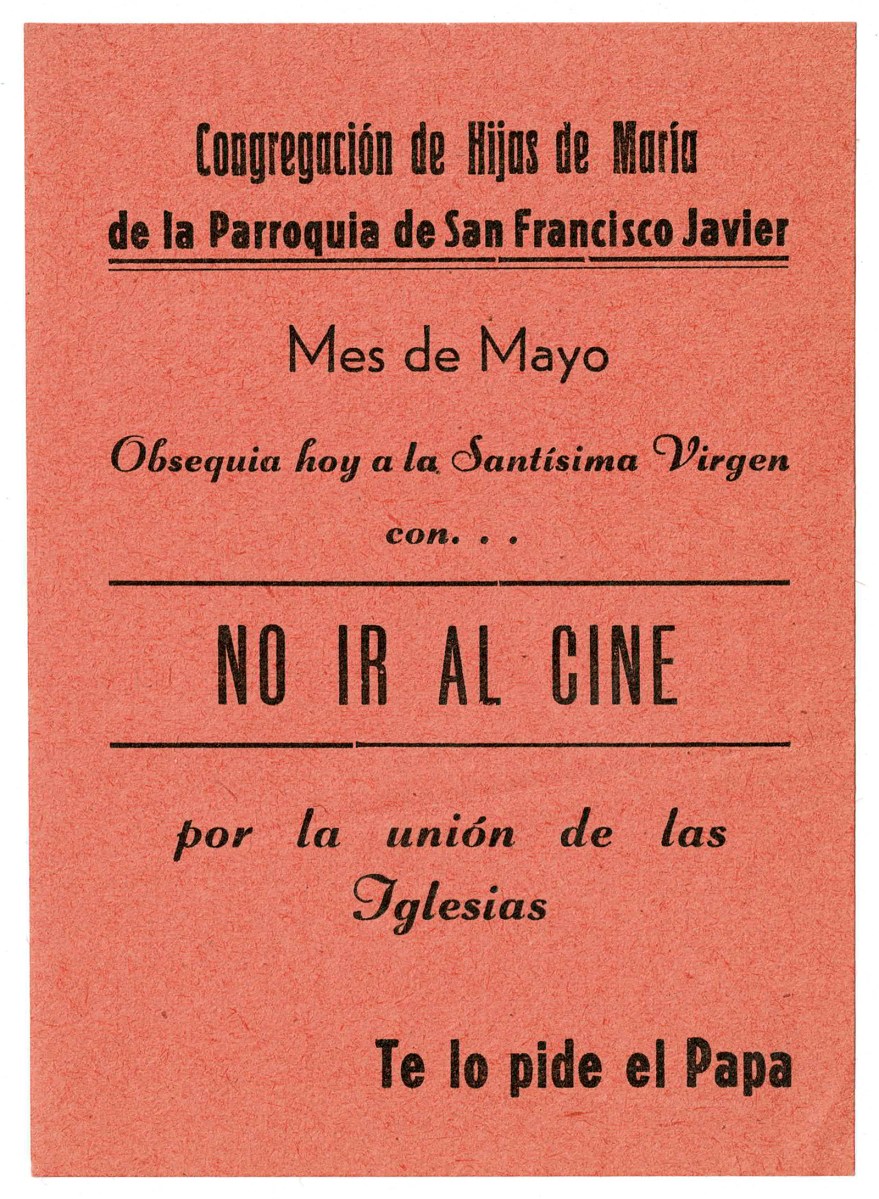 Congregación de Hijas de María
de la Parroquia de San Francisco Javier
Mes de Mayo
Obsequia hoy a la Santísima Virgen
con. . .
NO IR AL CINE
por la unión de las
Iglesias
Te lo pide el Papa